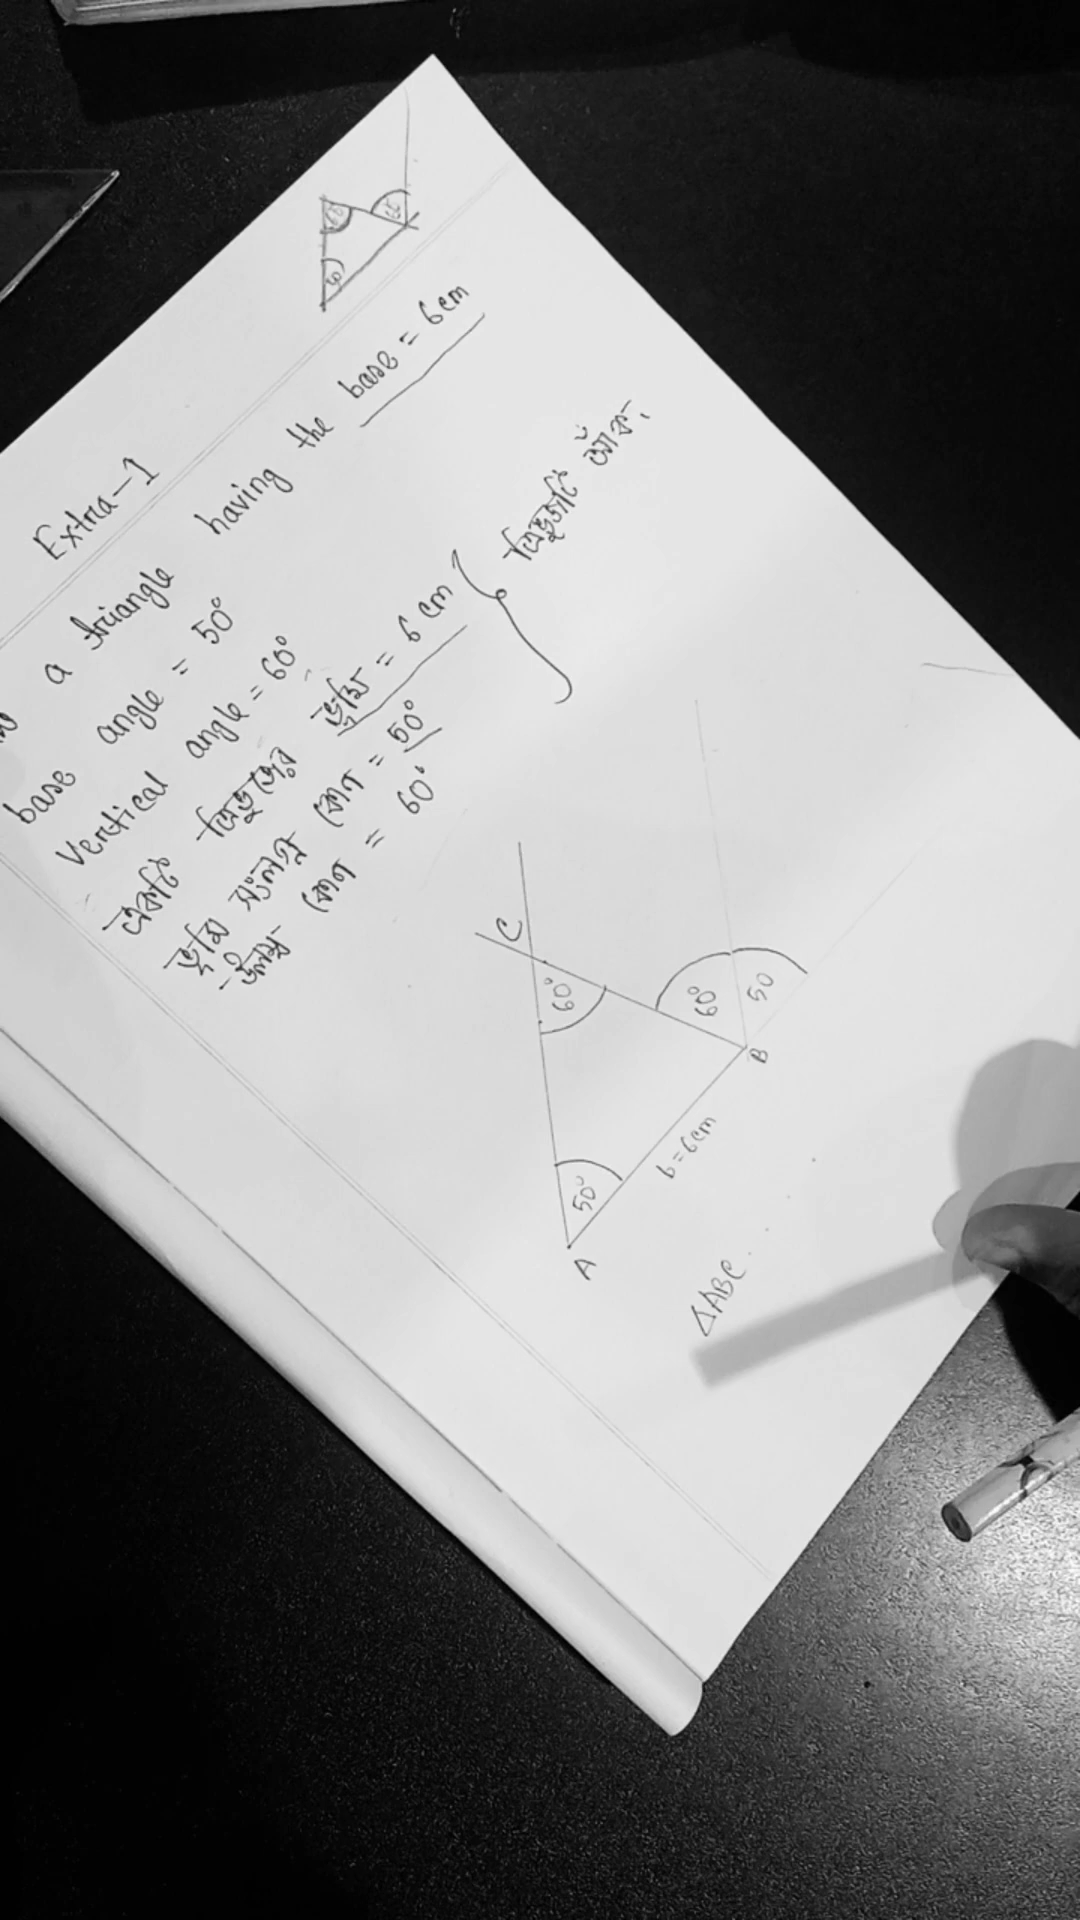 Extra-1
a triangle having the base = 6cm
base angle = 50°
Vertical angle = 60°
একটি ত্রিভুজের ভূমি = 6 cm
ভূমি সংলগ্ন কোণ = 50°
কোণ = 60°
ত্রিভুজটি আঁক।
C
60°
60°
50
B
50°
b=6cm
A
△ABC.